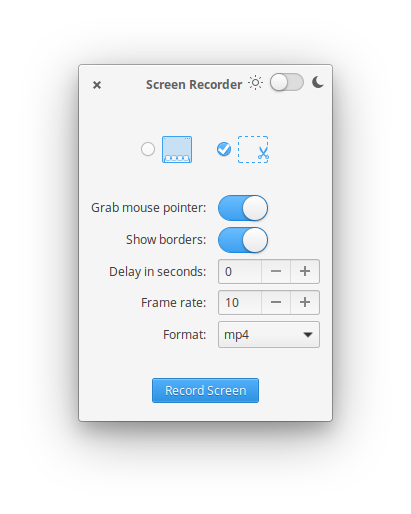 Screen Recorder
Grab mouse pointer:
Show borders:
Delay in seconds: 0
Frame rate: 10
Format: mp4
Record Screen